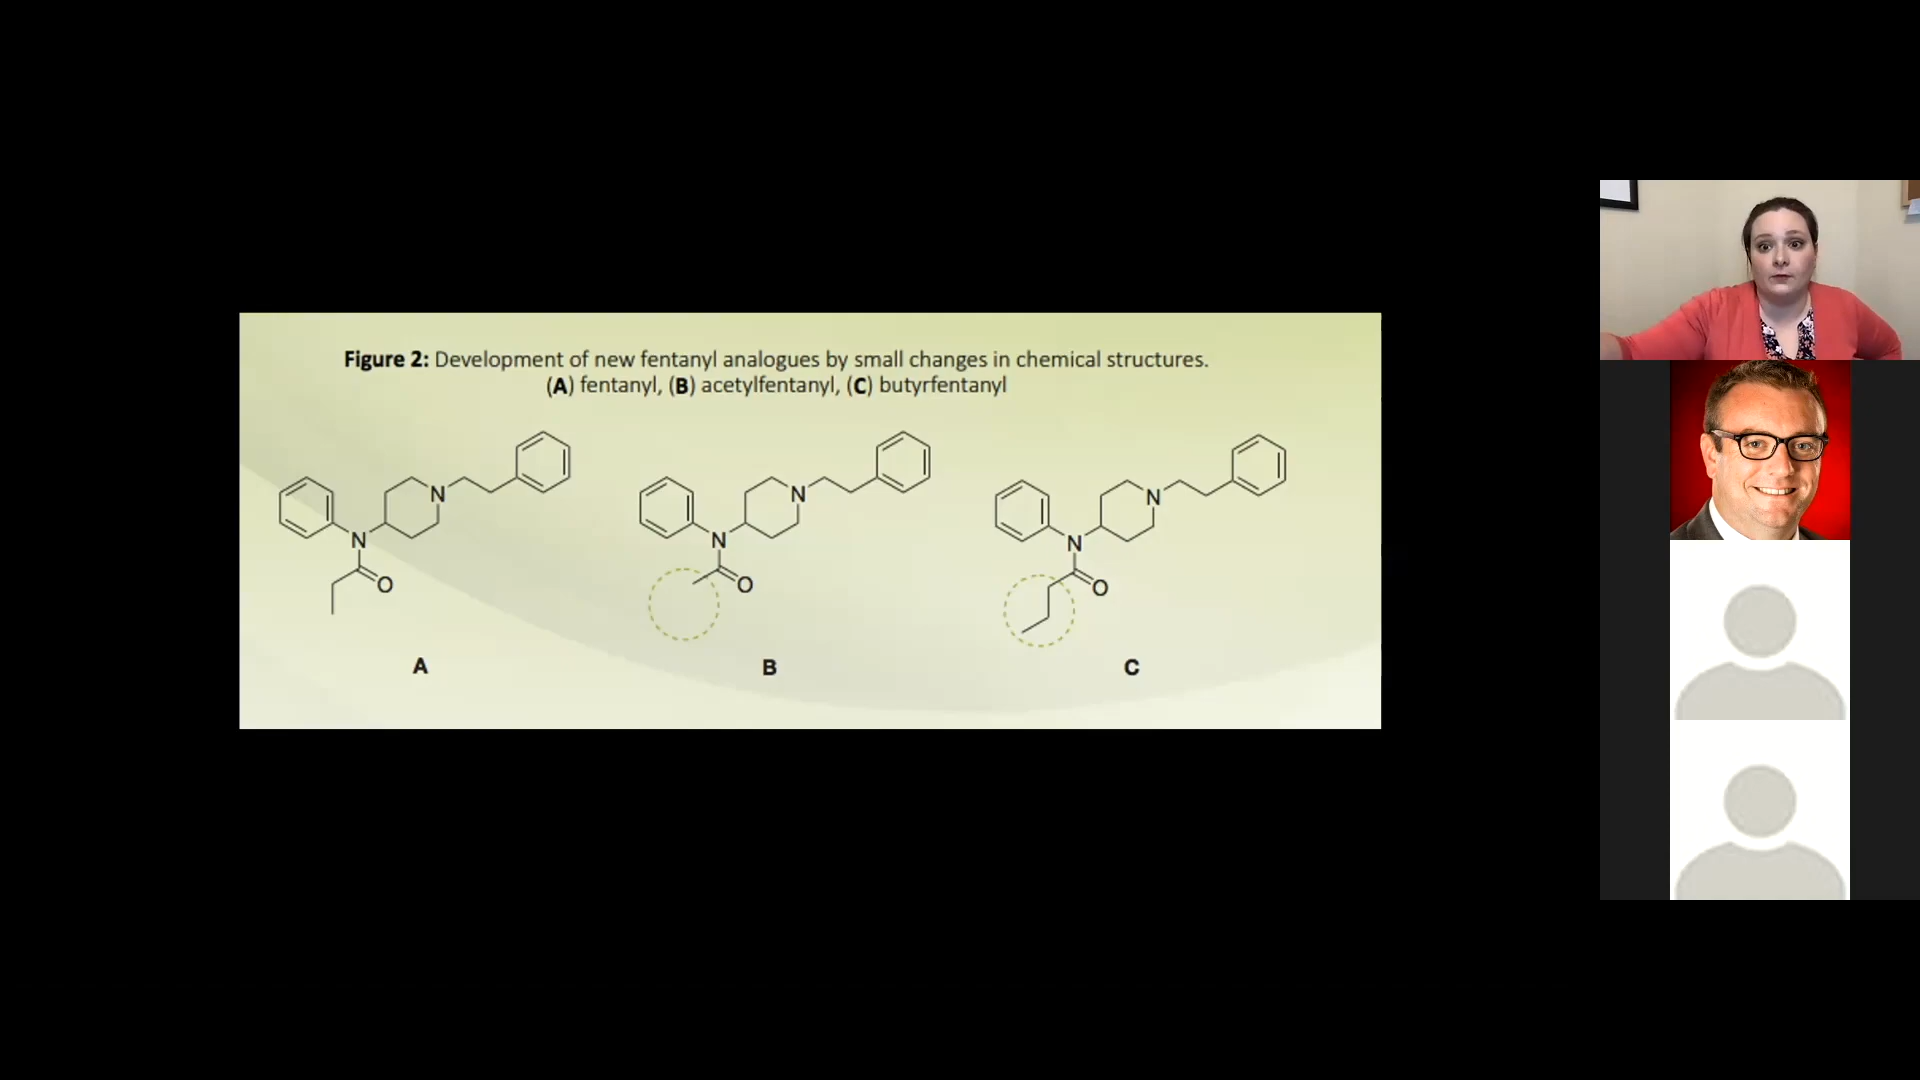 Figure 2: Development of new fentanyl analogues by small changes in chemical structures.
(A) fentanyl, (B) acetylfentanyl, (C) butyrfentanyl
N
N
O
N
N
O
N
N
O
A
B
C